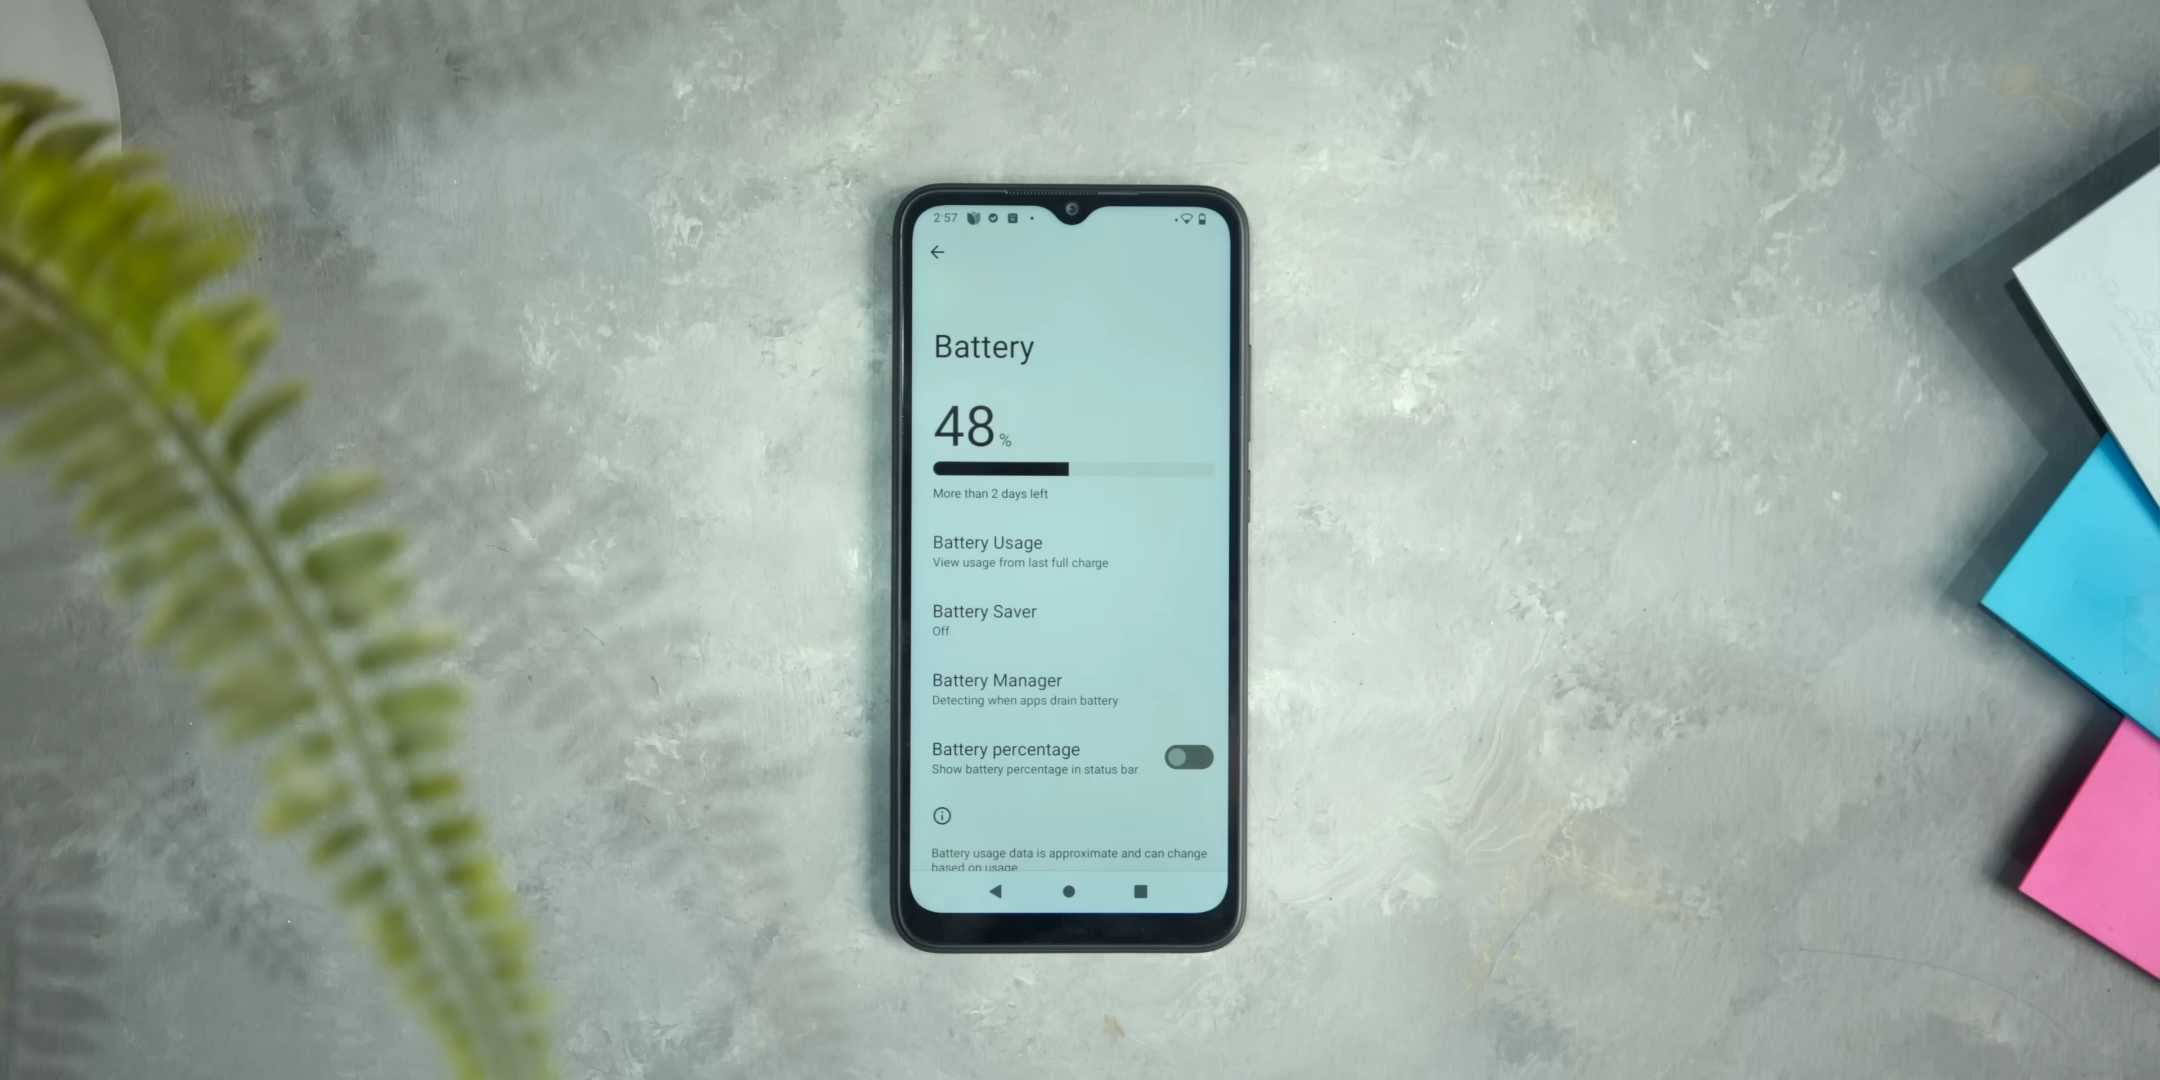 2:57
Battery
48 %
More than 2 days left
Battery Usage
View usage from last full charge
Battery Saver
Off
Battery Manager
Detecting when apps drain battery
Battery percentage
Show battery percentage in status bar
Battery usage data is approximate and can change
based on usage